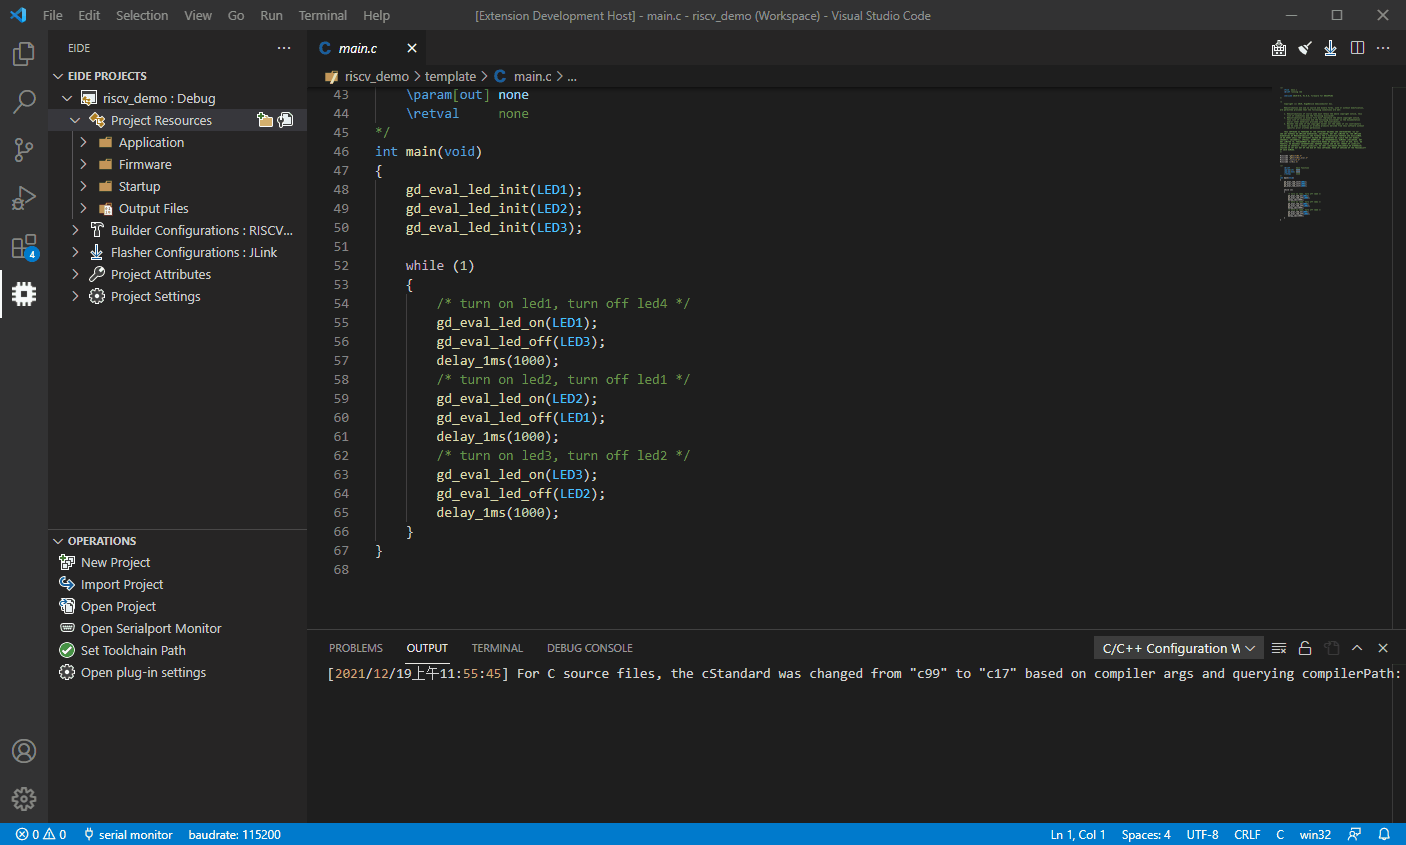 File Edit Selection View Go Run Terminal Help [Extension Development Host] - main.c - riscv_demo (Workspace) - Visual Studio Code
EIDE
EIDE PROJECTS
riscv_demo : Debug
Project Resources
Application
Firmware
Startup
Output Files
Builder Configurations : RISCV...
Flasher Configurations : JLink
Project Attributes
Project Settings
4
OPERATIONS
New Project
Import Project
Open Project
Open Serialport Monitor
Set Toolchain Path
Open plug-in settings
C main.c
riscv_demo > template > C main.c > ...
43 \param[out] none
44 \retval none
45 */
46 int main(void)
47 {
48 gd_eval_led_init(LED1);
49 gd_eval_led_init(LED2);
50 gd_eval_led_init(LED3);
51
52 while (1)
53 {
54 /* turn on led1, turn off led4 */
55 gd_eval_led_on(LED1);
56 gd_eval_led_off(LED3);
57 delay_1ms(1000);
58 /* turn on led2, turn off led1 */
59 gd_eval_led_on(LED2);
60 gd_eval_led_off(LED1);
61 delay_1ms(1000);
62 /* turn on led3, turn off led2 */
63 gd_eval_led_on(LED3);
64 gd_eval_led_off(LED2);
65 delay_1ms(1000);
66 }
67 }
68
PROBLEMS OUTPUT TERMINAL DEBUG CONSOLE C/C++ Configuration W
[2021/12/19上午11:55:45] For C source files, the cStandard was changed from "c99" to "c17" based on compiler args and querying compilerPath:
0 0 serial monitor baudrate: 115200 Ln 1, Col 1 Spaces: 4 UTF-8 CRLF C win32